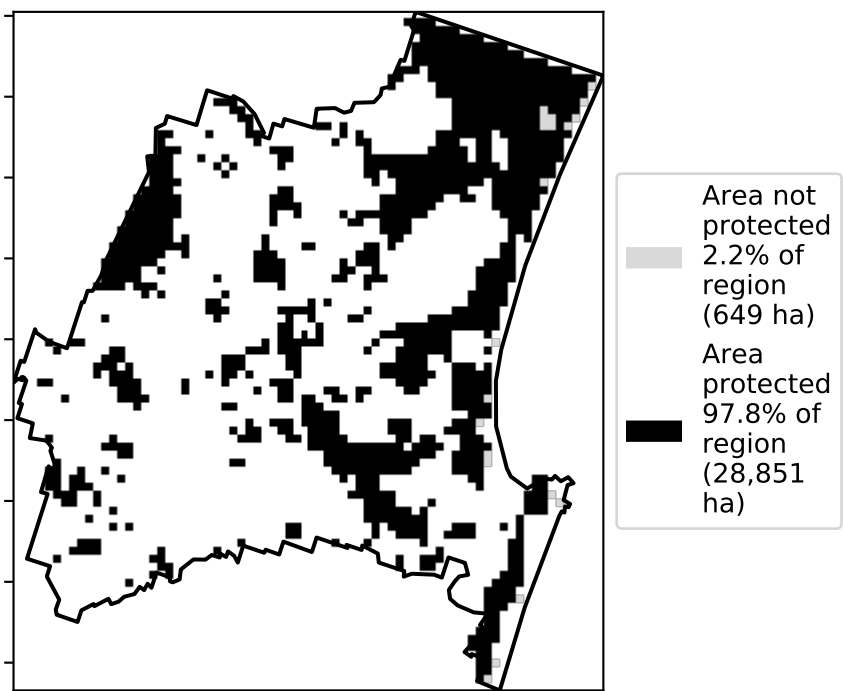 Area not
protected
2.2% of
region
(649 ha)
Area
protected
97.8% of
region
(28,851
ha)